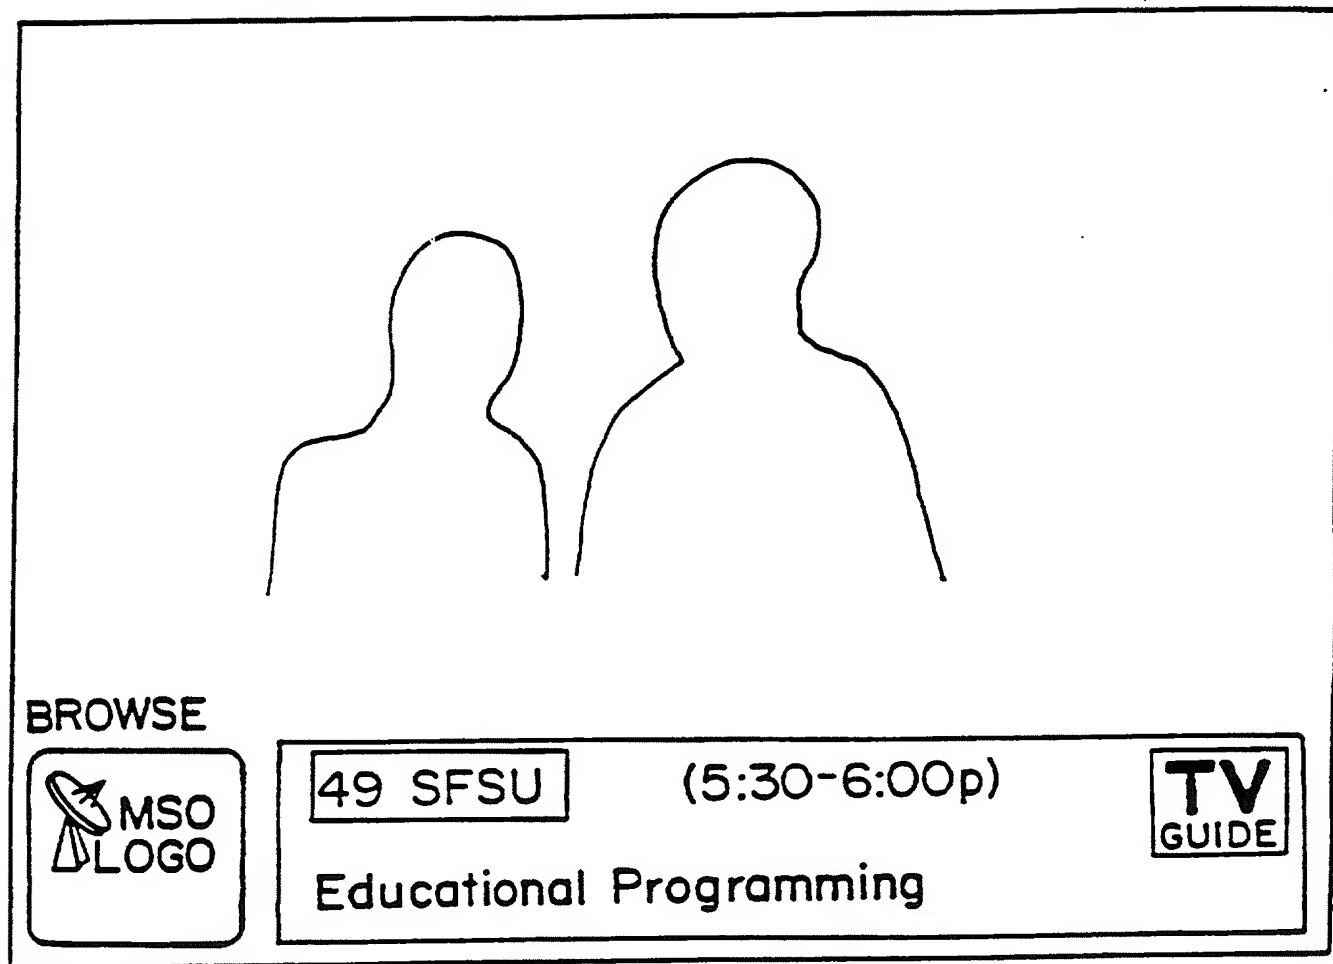 BROWSE
MSO
LOGO
49 SFSU (5:30-6:00p)
TV
GUIDE
Educational Programming